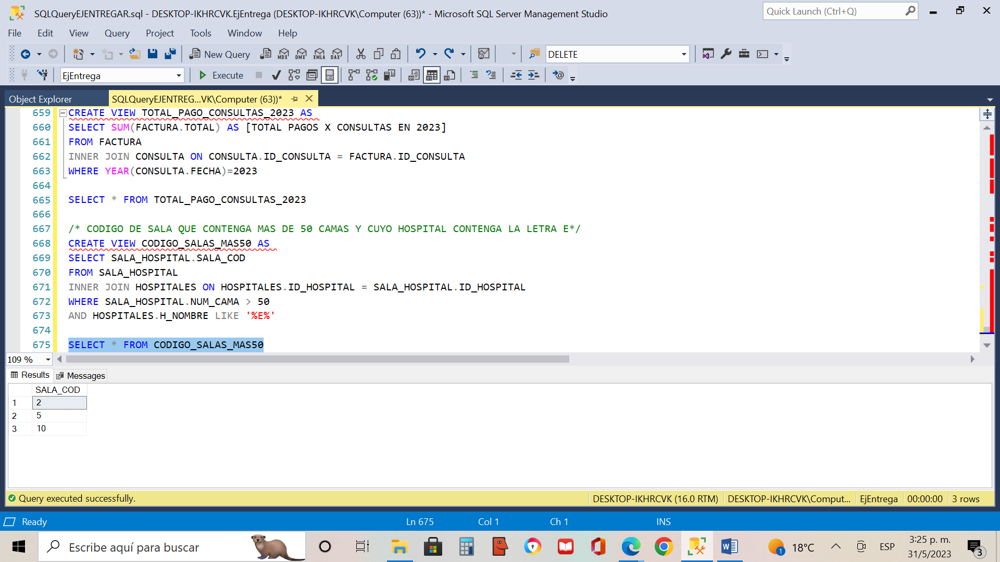 SQLQueryEJENTREGAR.sql - DESKTOP-IKHRCVK.EjEntrega (DESKTOP-IKHRCVK\Computer (63))* - Microsoft SQL Server Management Studio
Quick Launch (Ctrl+Q)
File Edit View Query Project Tools Window Help
New Query MDX DMX XMLA DAX DELETE
EjEntrega Execute
Object Explorer SQLQueryEJENTREG...VK\Computer (63))*
659 CREATE VIEW TOTAL_PAGO_CONSULTAS_2023 AS
660 SELECT SUM(FACTURA.TOTAL) AS [TOTAL PAGOS X CONSULTAS EN 2023]
661 FROM FACTURA
662 INNER JOIN CONSULTA ON CONSULTA.ID_CONSULTA = FACTURA.ID_CONSULTA
663 WHERE YEAR(CONSULTA.FECHA)=2023
664
665 SELECT * FROM TOTAL_PAGO_CONSULTAS_2023
666
667 /* CODIGO DE SALA QUE CONTENGA MAS DE 50 CAMAS Y CUYO HOSPITAL CONTENGA LA LETRA E*/
668 CREATE VIEW CODIGO_SALAS_MAS50 AS
669 SELECT SALA_HOSPITAL.SALA_COD
670 FROM SALA_HOSPITAL
671 INNER JOIN HOSPITALES ON HOSPITALES.ID_HOSPITAL = SALA_HOSPITAL.ID_HOSPITAL
672 WHERE SALA_HOSPITAL.NUM_CAMA > 50
673 AND HOSPITALES.H_NOMBRE LIKE '%E%'
674
675 SELECT * FROM CODIGO_SALAS_MAS50
109 %
Results Messages
SALA_COD
1 2
2 5
3 10
Query executed successfully. DESKTOP-IKHRCVK (16.0 RTM) DESKTOP-IKHRCVK\Comput... EjEntrega 00:00:00 3 rows
Ready Ln 675 Col 1 Ch 1 INS
Escribe aquí para buscar
1 18°C ESP 3:25 p. m.
31/5/2023 3